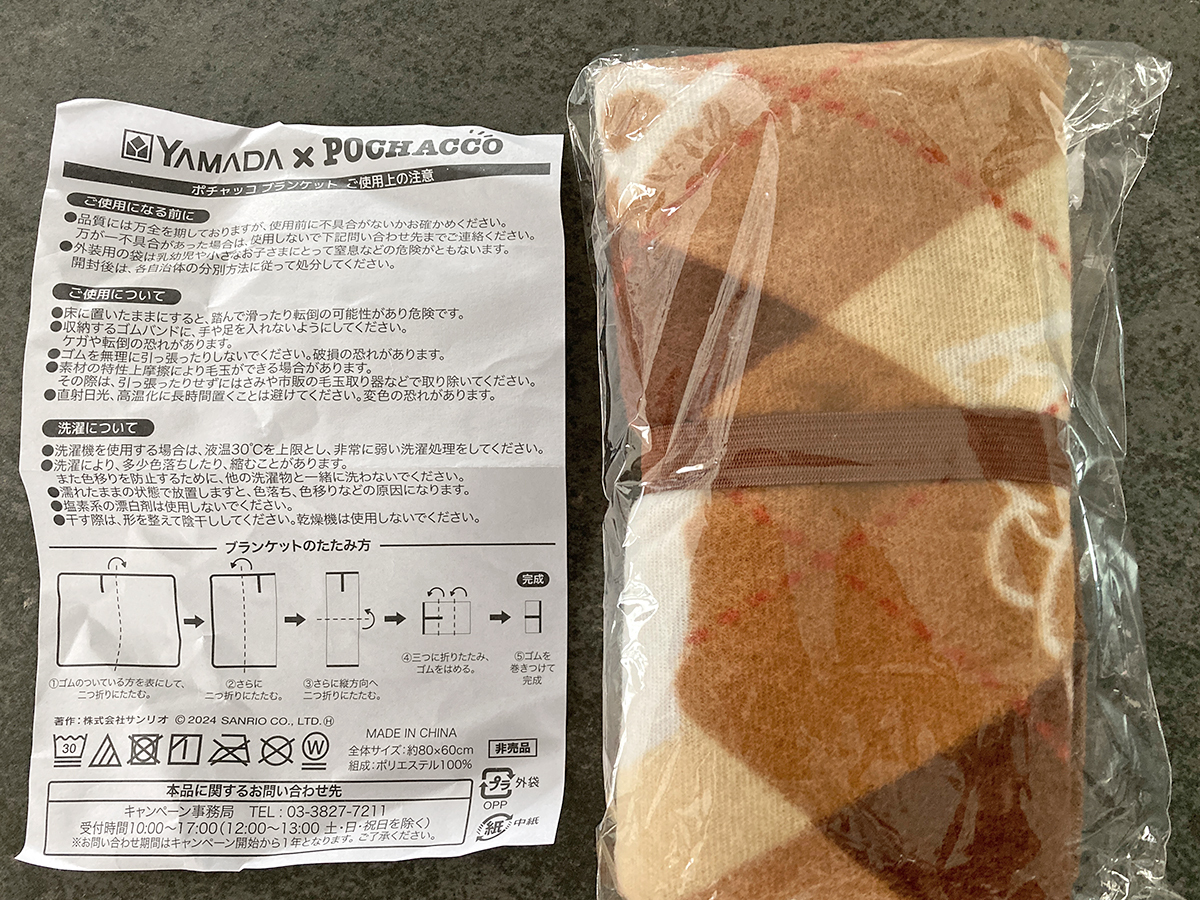 YAMADA × POCHACCO
ポチャッコ ブランケット ご使用上の注意
ご使用になる前に
●品質には万全を期しておりますが、使用前に不具合がないかお確かめください。
万が一不具合があった場合は、使用しないで下記問い合わせ先までご連絡ください。
●外装用の袋は乳幼児や小さなお子さまにとって窒息などの危険がともないます。
開封後は、各自治体の分別方法に従って処分してください。
ご使用について
●床に置いたままにすると、踏んで滑ったり転倒の可能性があり危険です。
●収納するゴムバンドに、手や足を入れないようにしてください。
ケガや転倒の恐れがあります。
●ゴムを無理に引っ張ったりしないでください。破損の恐れがあります。
●素材の特性上摩擦により毛玉ができる場合があります。
その際は、引っ張ったりせずにはさみや市販の毛玉取り器などで取り除いてください。
●直射日光、高温化に長時間置くことは避けてください。変色の恐れがあります。
洗濯について
●洗濯機を使用する場合は、液温30℃を上限とし、非常に弱い洗濯処理をしてください。
●洗濯により、多少色落ちしたり、縮むことがあります。
また色移りを防止するために、他の洗濯物と一緒に洗わないでください。
●濡れたままの状態で放置しますと、色落ち、色移りなどの原因になります。
●塩素系の漂白剤は使用しないでください。
●干す際は、形を整えて陰干ししてください。乾燥機は使用しないでください。
ブランケットのたたみ方
完成
①ゴムのついている方を表にして、
二つ折りにたたむ。
②さらに
二つ折りにたたむ。
③さらに縦方向へ
二つ折りにたたむ。
④三つに折りたたみ、
ゴムをはめる。
⑤ゴムを
巻きつけて
完成
著作：株式会社サンリオ © 2024 SANRIO CO., LTD. Ⓗ
30
W
MADE IN CHINA
全体サイズ：約80×60cm
組成：ポリエステル100%
非売品
プラ 外袋
OPP
紙 中紙
本品に関するお問い合わせ先
キャンペーン事務局 TEL：03-3827-7211
受付時間10:00～17:00（12:00～13:00 土・日・祝日を除く）
※お問い合わせ期間はキャンペーン開始から1年となります。ご了承ください。